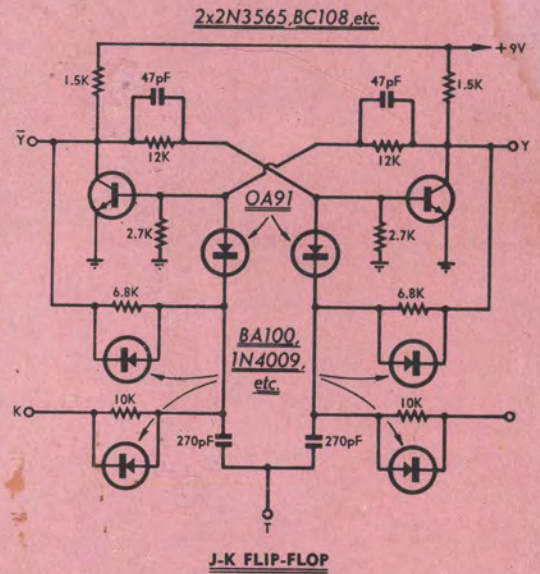 2x2N3565, BC108, etc.
+9V
1.5K
47pF
47pF
1.5K
Ȳ
12K
12K
Y
OA91
2.7K
2.7K
6.8K
6.8K
BA100,
1N4009,
etc.
K
10K
10K
270pF
270pF
T
J-K FLIP-FLOP